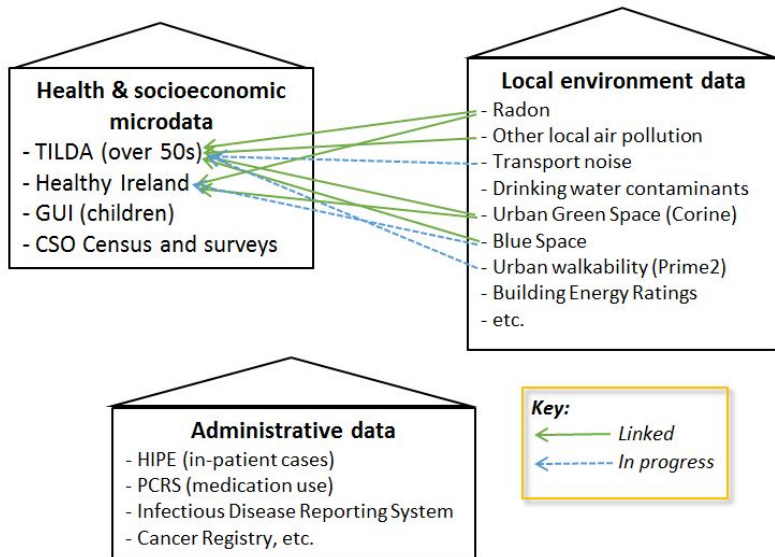 Health & socioeconomic
microdata
- TILDA (over 50s)
- Healthy Ireland
- GUI (children)
- CSO Census and surveys
Local environment data
- Radon
- Other local air pollution
- Transport noise
- Drinking water contaminants
- Urban Green Space (Corine)
- Blue Space
- Urban walkability (Prime2)
- Building Energy Ratings
- etc.
Administrative data
- HIPE (in-patient cases)
- PCRS (medication use)
- Infectious Disease Reporting System
- Cancer Registry, etc.
Key:
Linked
In progress